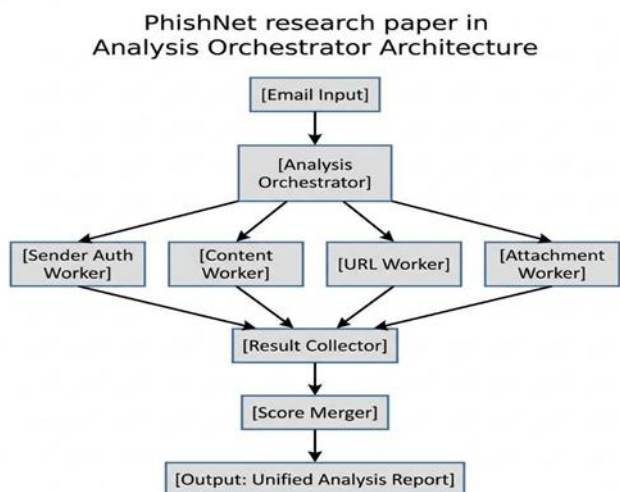 PhishNet research paper in
Analysis Orchestrator Architecture
[Email Input]
[Analysis
Orchestrator]
[Sender Auth
Worker]
[Content
Worker]
[URL Worker]
[Attachment
Worker]
[Result Collector]
[Score Merger]
[Output: Unified Analysis Report]